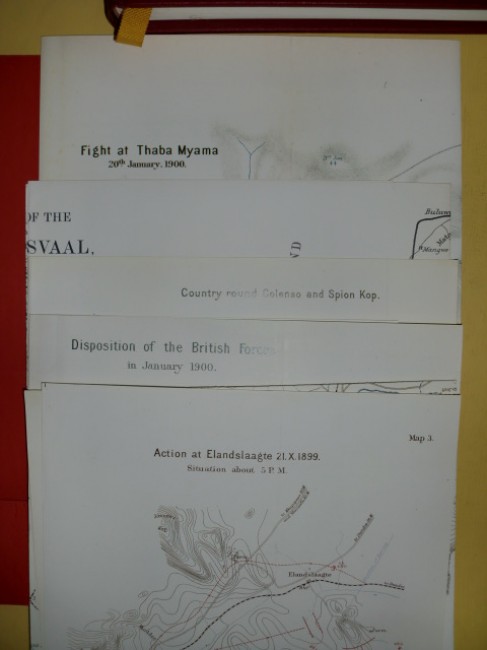 Fight at Thaba Myama
20th January. 1900.
OF THE
SVAAL.
Country round Colenso and Spion Kop.
Disposition of the British Forces
in January 1900.
Map 3.
Action at Elandslaagte 21.X.1899.
Situation about 5 P.M.
Elandslaagte